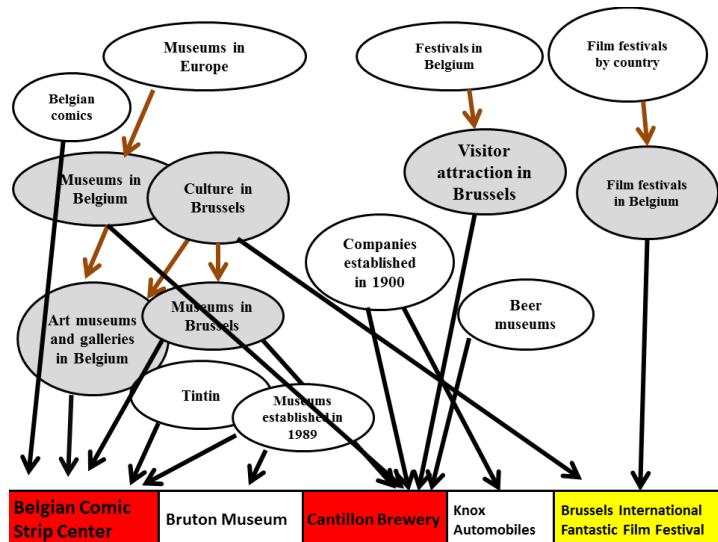 Museums in
Europe
Festivals in
Belgium
Film festivals
by country
Belgian
comics
Museums in
Belgium
Culture in
Brussels
Visitor
attraction in
Brussels
Film festivals
in Belgium
Companies
established
in 1900
Art museums
and galleries
in Belgium
Museums in
Brussels
Beer
museums
Tintin
Museums
established in
1989
Belgian Comic
Strip Center
Bruton Museum
Cantillon Brewery
Knox
Automobiles
Brussels International
Fantastic Film Festival